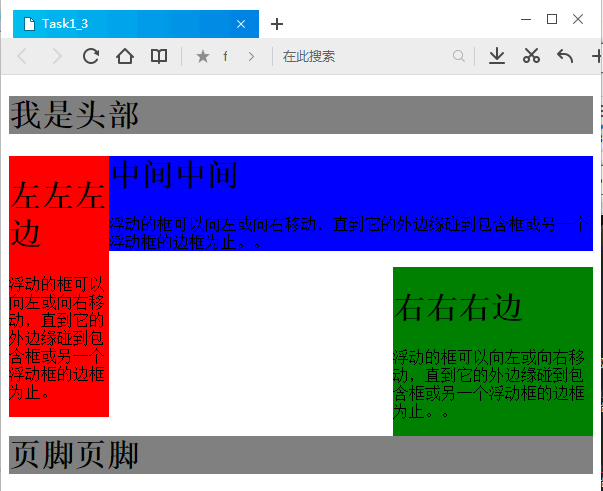 Task1_3
f
在此搜索
我是头部
左左左
边
浮动的框可以
向左或向右移
动，直到它的
外边缘碰到包
含框或另一个
浮动框的边框
为止。
中间中间
浮动的框可以向左或向右移动，直到它的外边缘碰到包含框或另一个
浮动框的边框为止。。
右右右边
浮动的框可以向左或向右移
动，直到它的外边缘碰到包
含框或另一个浮动框的边框
为止。。
页脚页脚